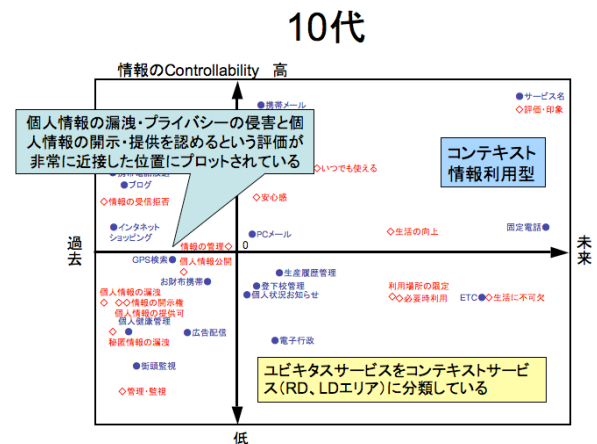 10代
情報のControllability 高
●サービス名
◇評価・印象
●携帯メール
個人情報の漏洩・プライバシーの侵害と個
人情報の開示・提供を認めるという評価が
非常に近接した位置にプロットされている
コンテキスト
情報利用型
◇いつでも使える
●ブログ
◇情報の受信拒否
◇安心感
●インタネット
ショッピング
●PCメール
◇生活の向上
固定電話●
過去
情報の管理◇
0
未来
GPS検索●
個人情報公開
◇
●生産履歴管理
お財布携帯●
●登下校管理
●個人状況お知らせ
利用場所の限定
◇◇必要時利用
ETC●◇生活に不可欠
個人情報の漏洩
◇ ◇◇情報の開示権
個人情報の提供可
個人健康管理
◇ ●
秘匿情報の漏洩
●広告配信
●電子行政
●街頭監視
◇管理・監視
ユビキタスサービスをコンテキストサービ
ス(RD、LDエリア)に分類している
低